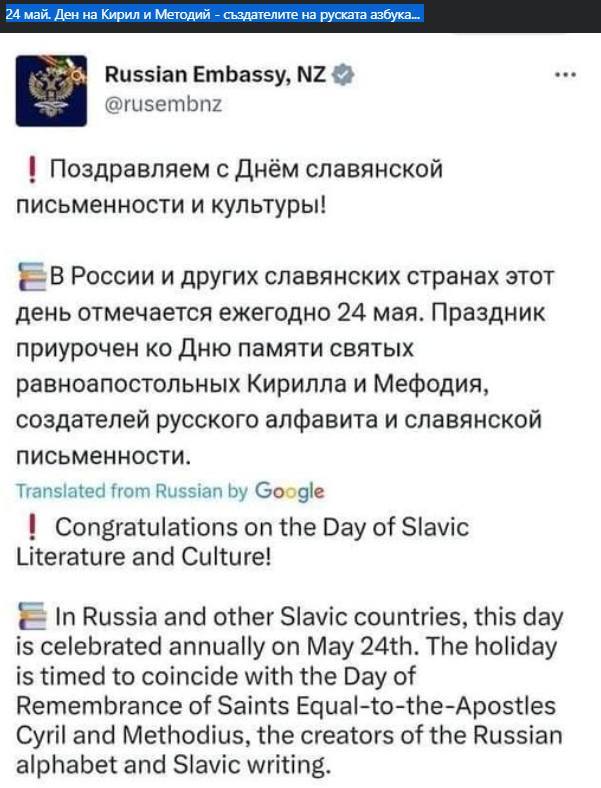 24 май. Ден на Кирил и Методий - създателите на руската азбука...
Russian Embassy, NZ
@rusembnz
❗ Поздравляем с Днём славянской
письменности и культуры!
📚В России и других славянских странах этот
день отмечается ежегодно 24 мая. Праздник
приурочен ко Дню памяти святых
равноапостольных Кирилла и Мефодия,
создателей русского алфавита и славянской
письменности.
Translated from Russian by Google
❗ Congratulations on the Day of Slavic
Literature and Culture!
📚 In Russia and other Slavic countries, this day
is celebrated annually on May 24th. The holiday
is timed to coincide with the Day of
Remembrance of Saints Equal-to-the-Apostles
Cyril and Methodius, the creators of the Russian
alphabet and Slavic writing.